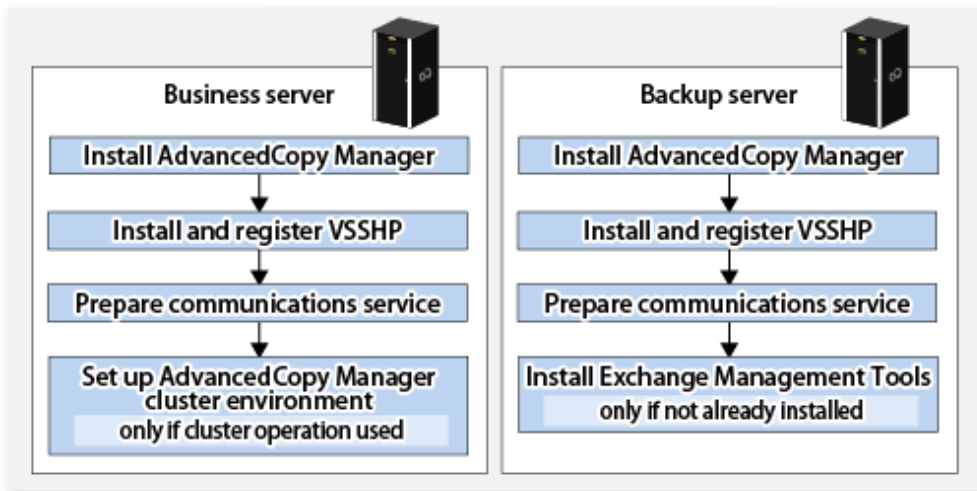 Business server
Install AdvancedCopy Manager
Install and register VSSHP
Prepare communications service
Set up AdvancedCopy Manager
cluster environment
only if cluster operation used
Backup server
Install AdvancedCopy Manager
Install and register VSSHP
Prepare communications service
Install Exchange Management Tools
only if not already installed